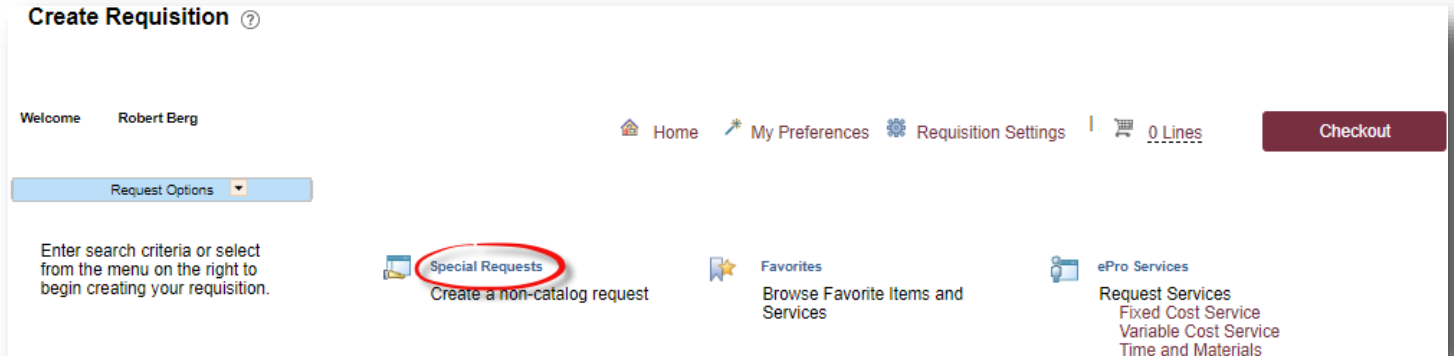 Create Requisition ?
Welcome Robert Berg
Home My Preferences Requisition Settings | 0 Lines Checkout
Request Options
Enter search criteria or select
from the menu on the right to
begin creating your requisition.
Special Requests
Create a non-catalog request
Favorites
Browse Favorite Items and
Services
ePro Services
Request Services
Fixed Cost Service
Variable Cost Service
Time and Materials